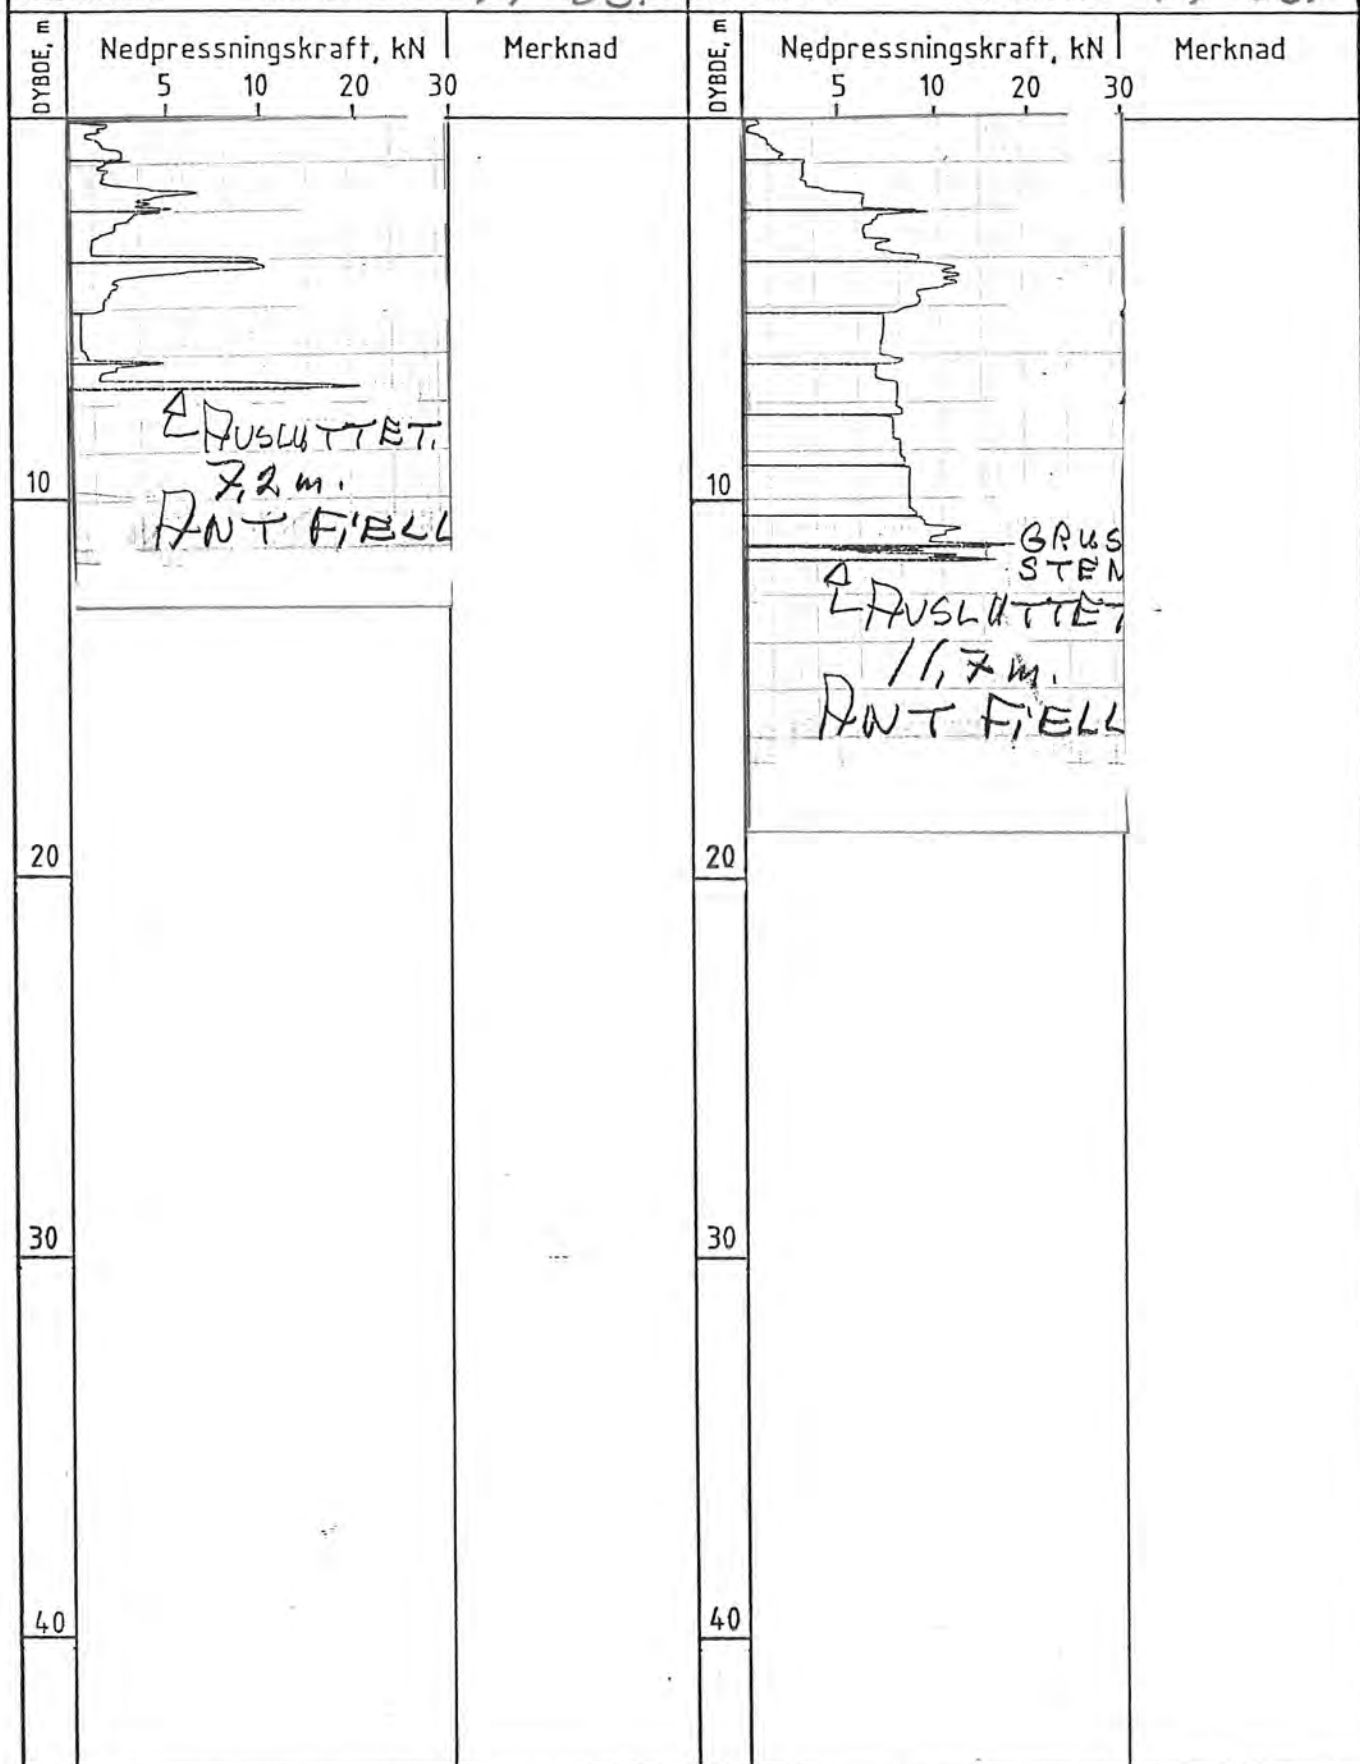 DYBDE, m
Nedpressningskraft, kN
Merknad
5 10 20 30
AVSLUTTET.
7,2 m.
ANT FJELL
10
20
30
40
DYBDE, m
Nedpressningskraft, kN
Merknad
5 10 20 30
GRUS
STEN
AVSLUTTET
11,7 m.
ANT FJELL
10
20
30
40